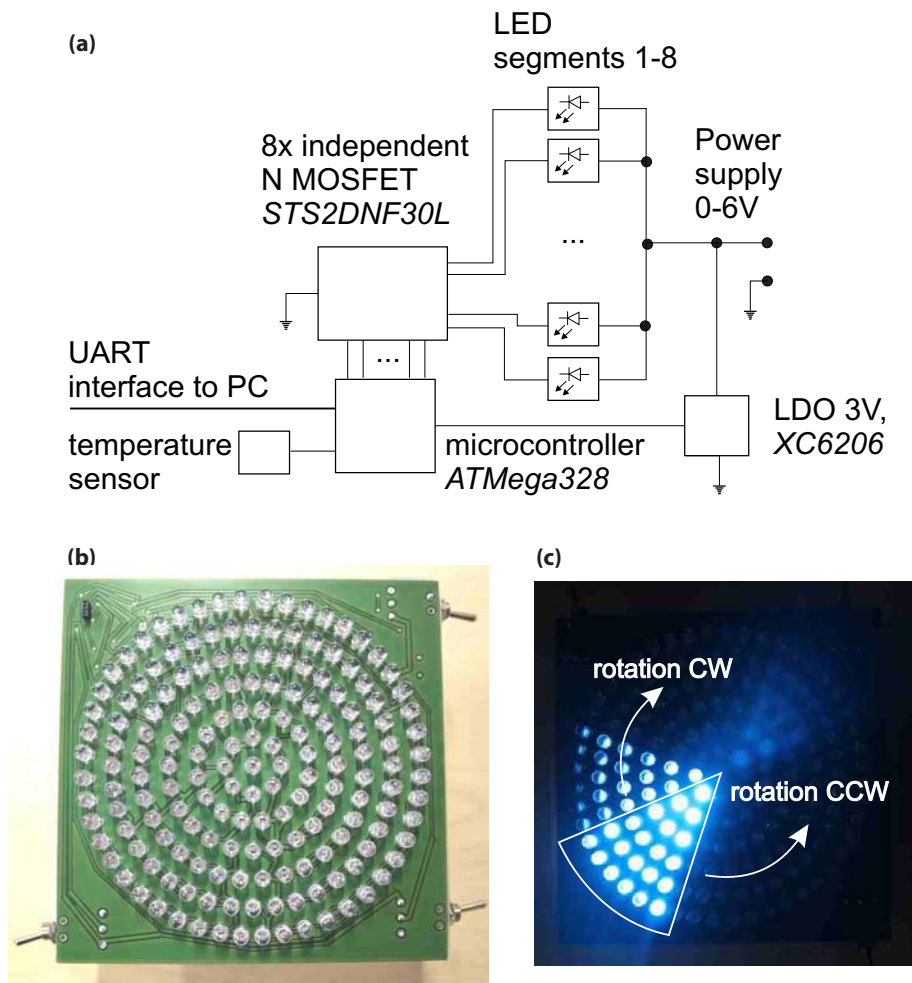 (a)
LED
segments 1-8
8x independent
N MOSFET
STS2DNF30L
Power
supply
0-6V
...
...
UART
interface to PC
temperature
sensor
microcontroller
ATMega328
LDO 3V,
XC6206
(b)
(c)
rotation CW
rotation CCW